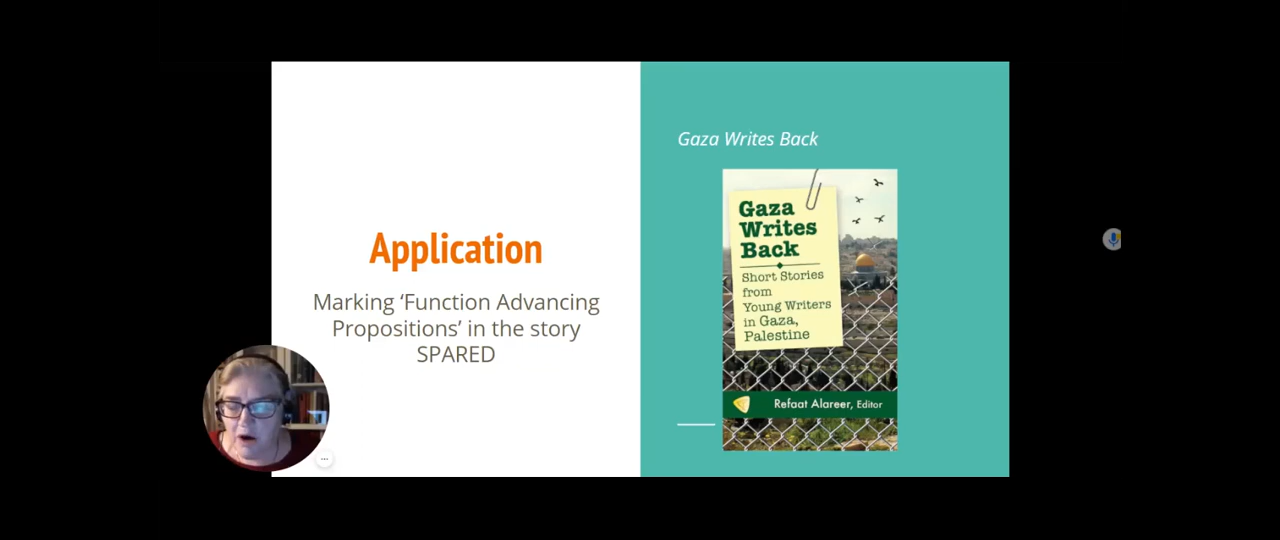 Application
Marking ‘Function Advancing
Propositions’ in the story
SPARED
Gaza Writes Back
Gaza
Writes
Back
Short Stories
from
Young Writers
in Gaza,
Palestine
Refaat Alareer, Editor